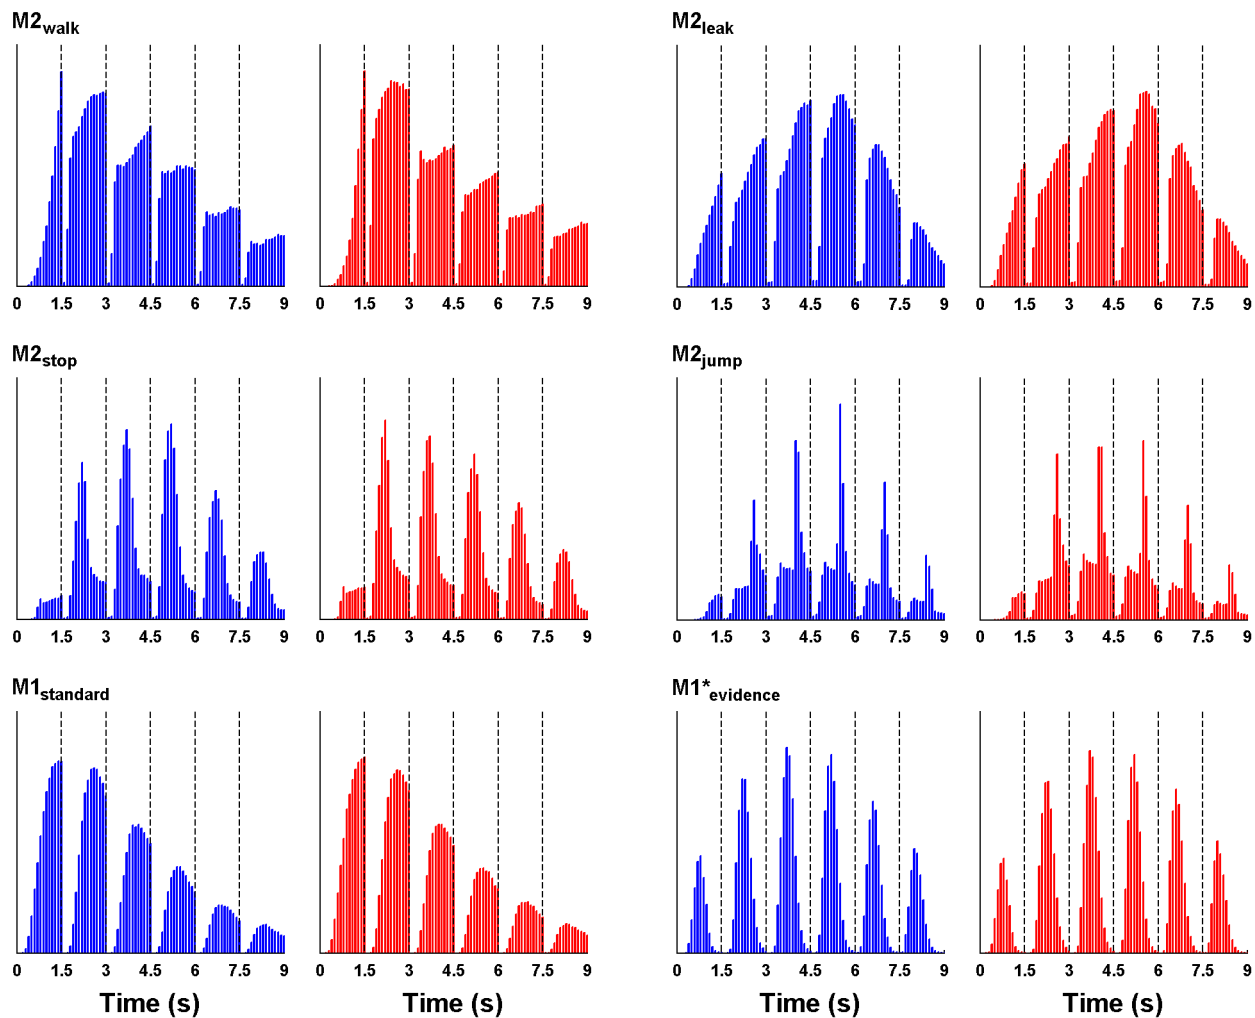 M2walk M2leak
0 1.5 3 4.5 6 7.5 9 0 1.5 3 4.5 6 7.5 9 0 1.5 3 4.5 6 7.5 9 0 1.5 3 4.5 6 7.5 9
M2stop M2jump
0 1.5 3 4.5 6 7.5 9 0 1.5 3 4.5 6 7.5 9 0 1.5 3 4.5 6 7.5 9 0 1.5 3 4.5 6 7.5 9
M1standard M1*evidence
0 1.5 3 4.5 6 7.5 9 0 1.5 3 4.5 6 7.5 9 0 1.5 3 4.5 6 7.5 9 0 1.5 3 4.5 6 7.5 9
Time (s) Time (s) Time (s) Time (s)